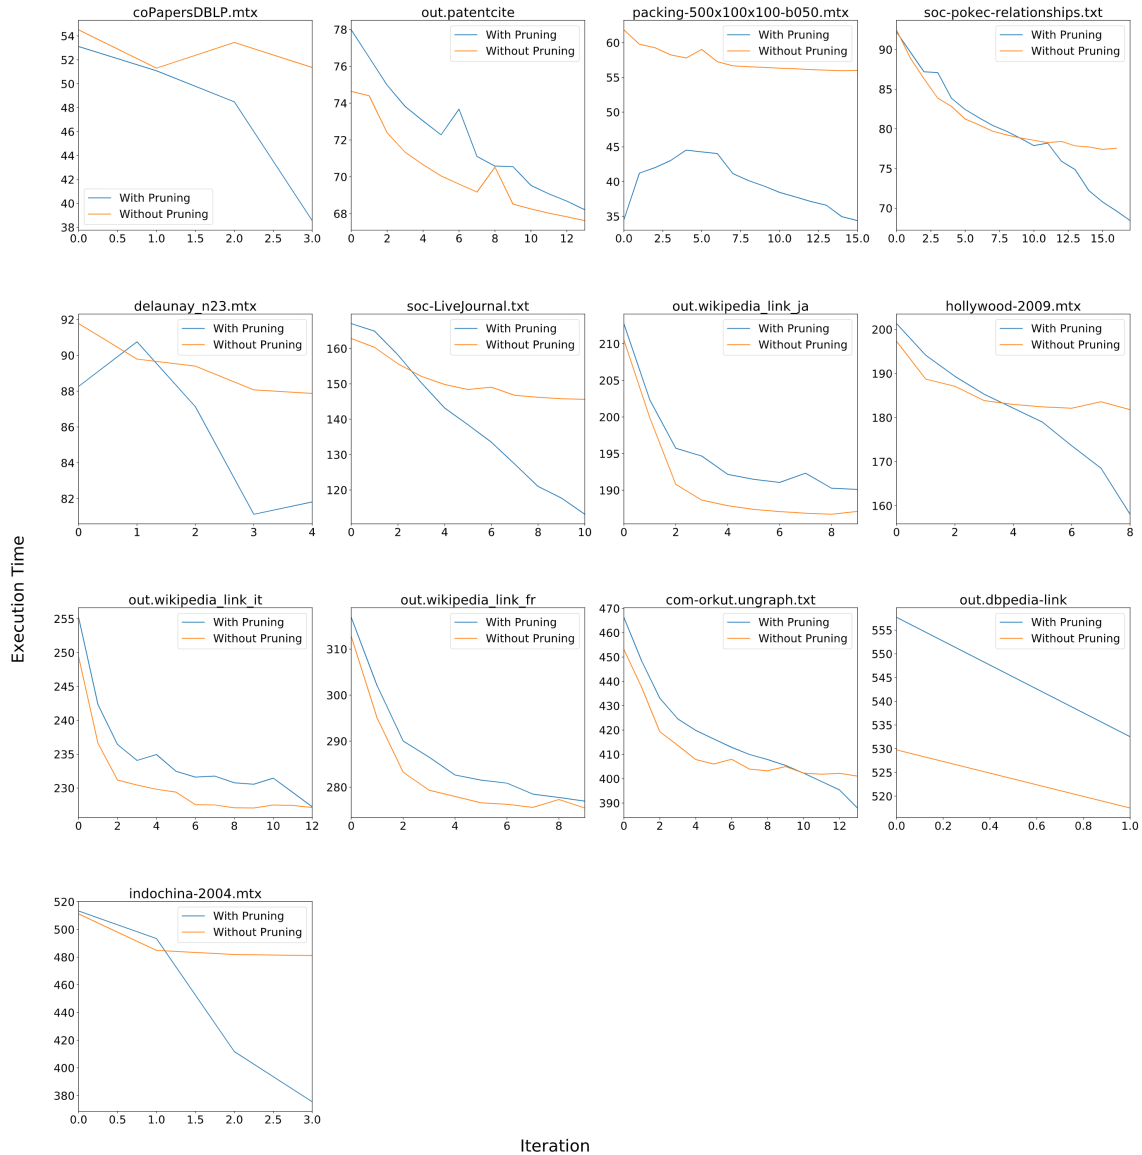 coPapersDBLP.mtx
54
52
50
48
46
44
42
40
38
With Pruning
Without Pruning
0.0 0.5 1.0 1.5 2.0 2.5 3.0
out.patentcite
78
76
74
72
70
68
With Pruning
Without Pruning
0 2 4 6 8 10 12
packing-500x100x100-b050.mtx
60
55
50
45
40
35
With Pruning
Without Pruning
0.0 2.5 5.0 7.5 10.0 12.5 15.0
soc-pokec-relationships.txt
90
85
80
75
70
With Pruning
Without Pruning
0.0 2.5 5.0 7.5 10.0 12.5 15.0
delaunay_n23.mtx
92
90
88
86
84
82
With Pruning
Without Pruning
0 1 2 3 4
soc-LiveJournal.txt
160
150
140
130
120
With Pruning
Without Pruning
0 2 4 6 8 10
out.wikipedia_link_ja
210
205
200
195
190
With Pruning
Without Pruning
0 2 4 6 8
hollywood-2009.mtx
200
190
180
170
160
With Pruning
Without Pruning
0 1 2 3 4 5 6 7 8
Execution Time
out.wikipedia_link_it
255
250
245
240
235
230
With Pruning
Without Pruning
0 2 4 6 8 10 12
out.wikipedia_link_fr
310
300
290
280
With Pruning
Without Pruning
0 2 4 6 8
com-orkut.ungraph.txt
470
460
450
440
430
420
410
400
390
With Pruning
Without Pruning
0 2 4 6 8 10 12
out.dbpedia-link
555
550
545
540
535
530
525
520
With Pruning
Without Pruning
0.0 0.2 0.4 0.6 0.8 1.0
indochina-2004.mtx
520
500
480
460
440
420
400
380
With Pruning
Without Pruning
0.0 0.5 1.0 1.5 2.0 2.5 3.0
Iteration